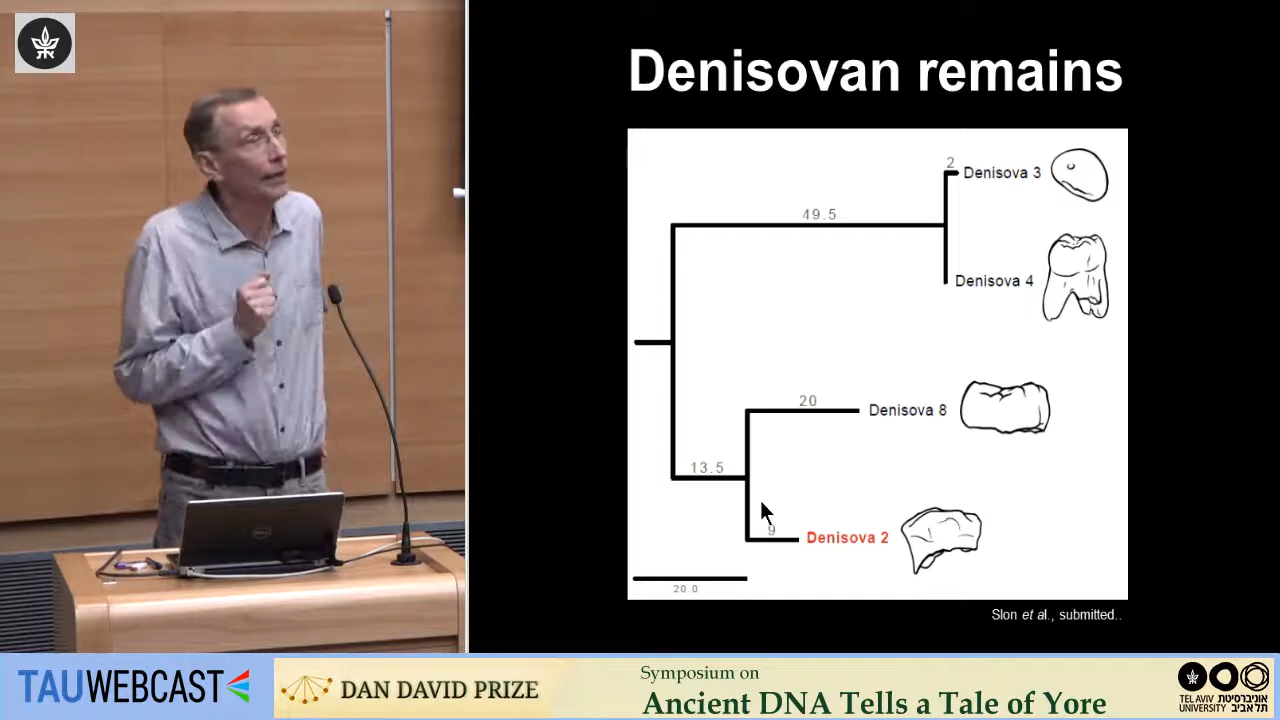 Denisovan remains
2
Denisova 3
49.5
Denisova 4
20
Denisova 8
13.5
9
Denisova 2
20.0
Slon et al., submitted..
DELL
TAUWEBCAST
DAN DAVID PRIZE
Symposium on
Ancient DNA Tells a Tale of Yore
TEL AVIV UNIVERSITY
אוניברסיטת תל אביב